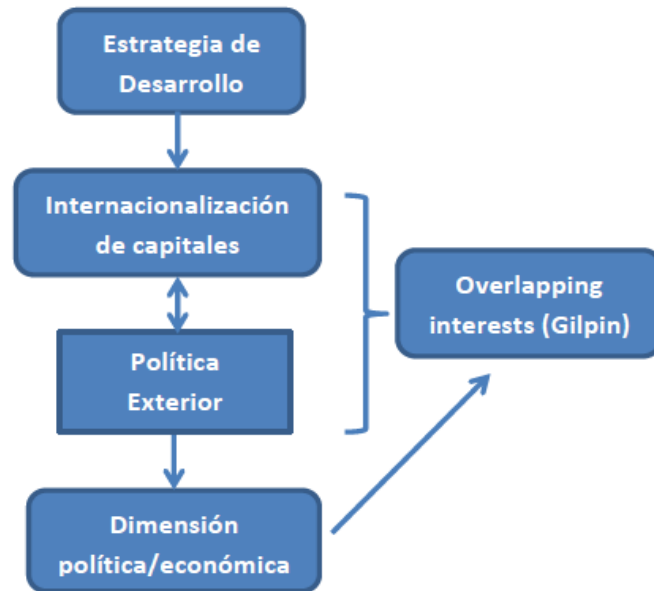 Estrategia de
Desarrollo
Internacionalización
de capitales
Overlapping
interests (Gilpin)
Política
Exterior
Dimensión
política/económica